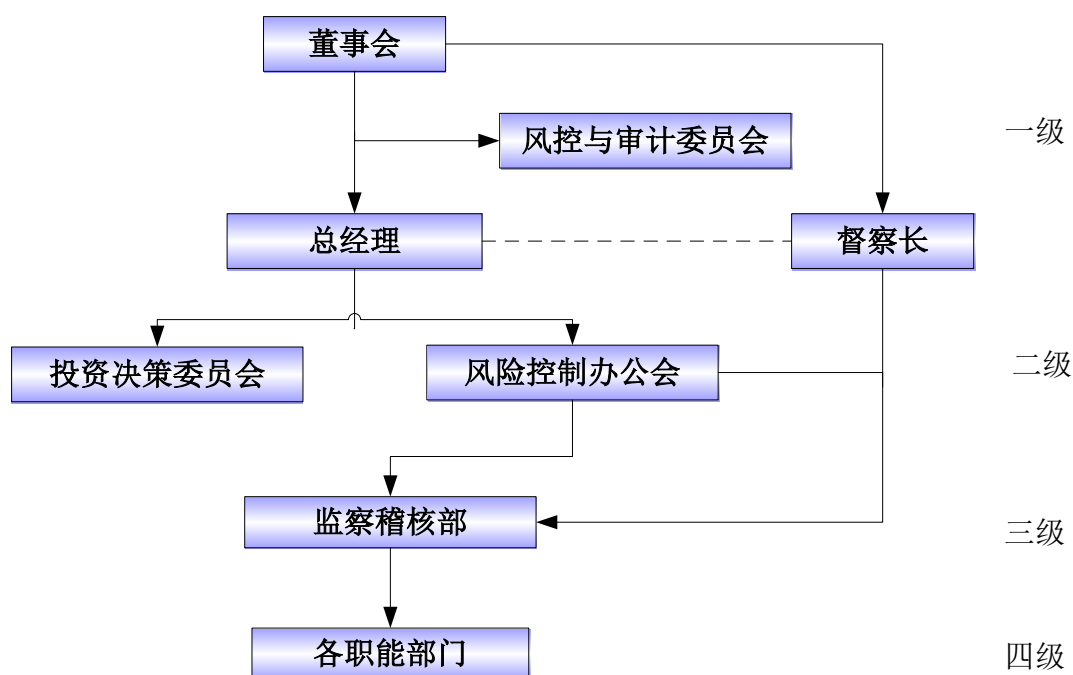 董事会
风控与审计委员会
一级
总经理
督察长
投资决策委员会
风险控制办公会
二级
监察稽核部
三级
各职能部门
四级